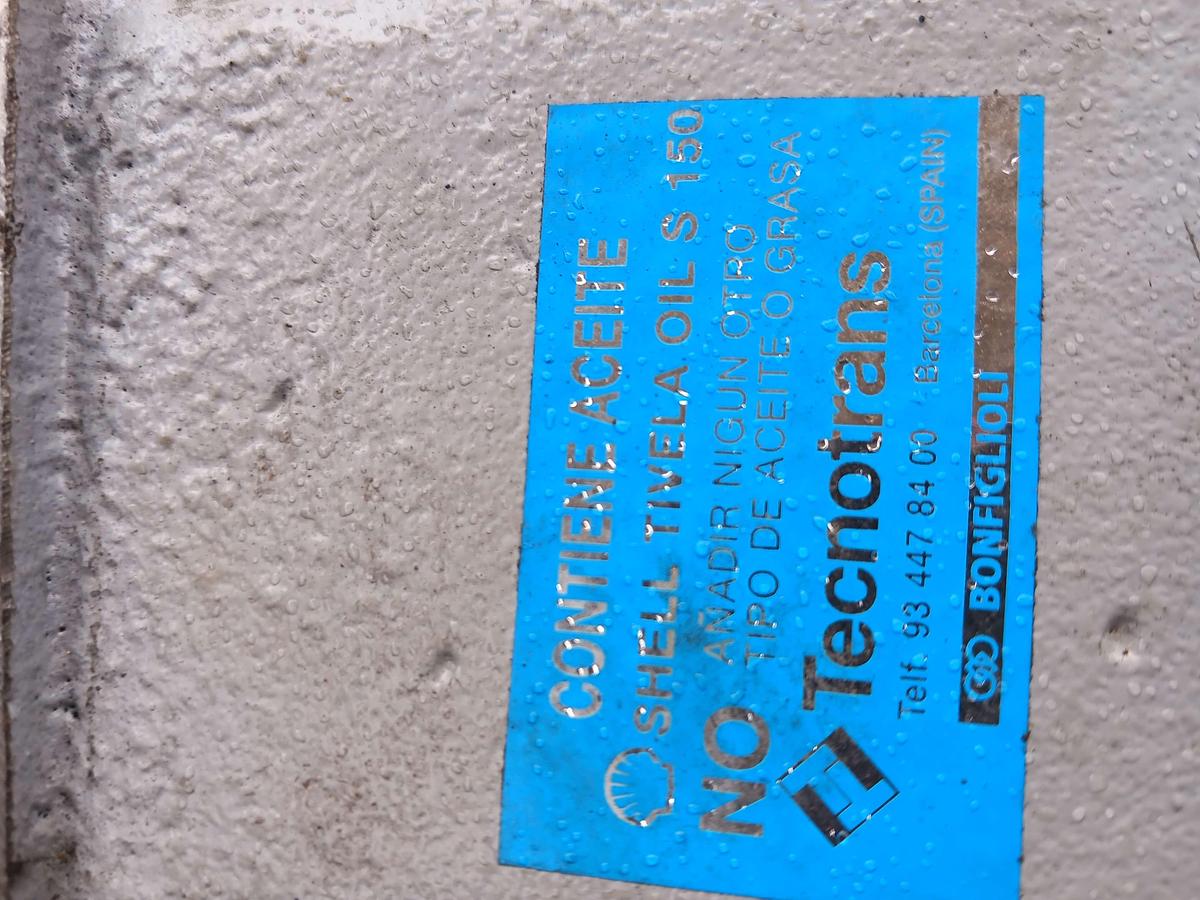 CONTIENE ACEITE
SHELL TIVELA OIL S 150
NO AÑADIR NIGUN OTRO
TIPO DE ACEITE O GRASA
Tecnotrans
Telf. 93 447 84 00 Barcelona (SPAIN)
BONFIGLIOLI